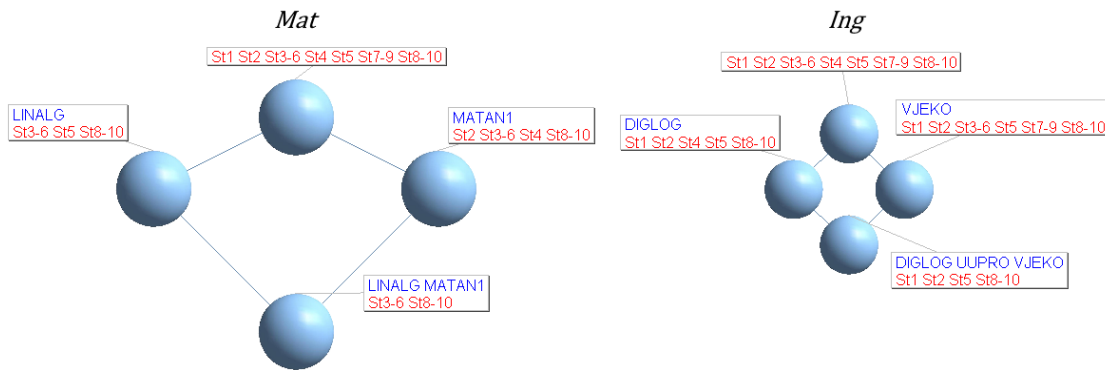 Mat
St1 St2 St3-6 St4 St5 St7-9 St8-10
LINALG
St3-6 St5 St8-10
MATAN1
St2 St3-6 St4 St8-10
LINALG MATAN1
St3-6 St8-10
Ing
St1 St2 St3-6 St4 St5 St7-9 St8-10
DIGLOG
St1 St2 St4 St5 St8-10
VJEKO
St1 St2 St3-6 St5 St7-9 St8-10
DIGLOG UUPRO VJEKO
St1 St2 St5 St8-10